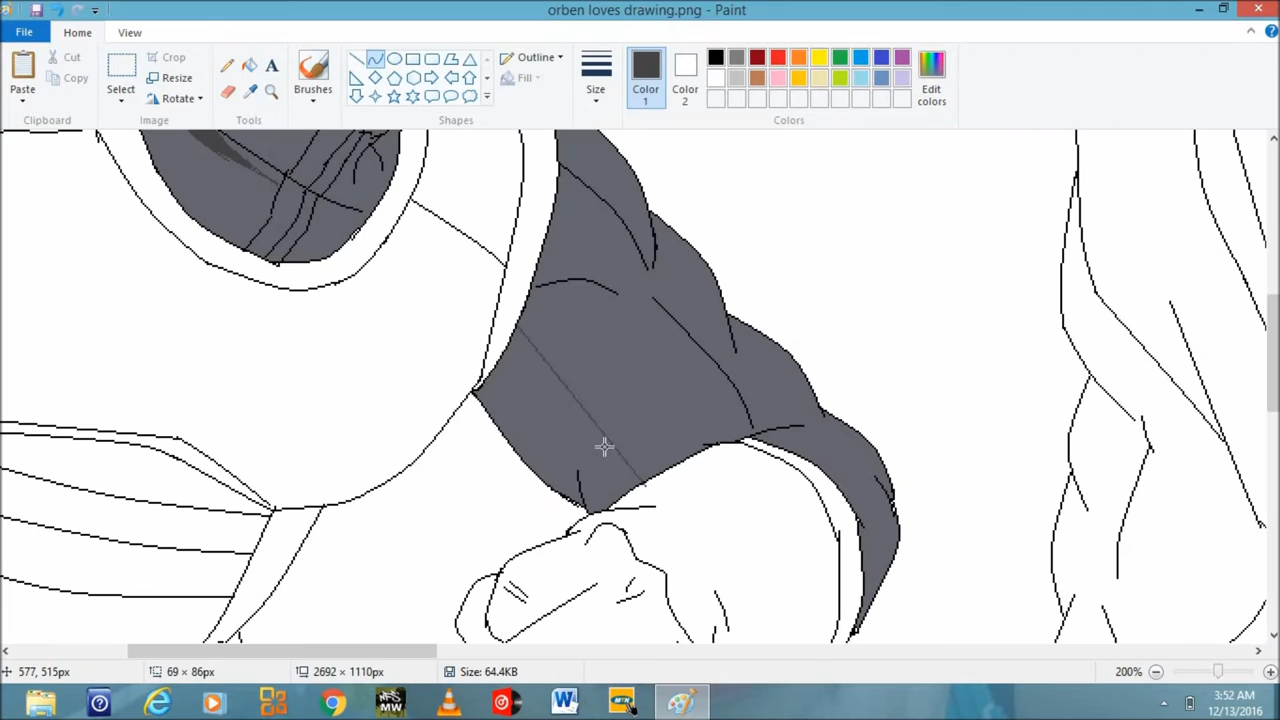 orben loves drawing.png - Paint
File
Home
View
Paste
Cut
Copy
Clipboard
Select
Crop
Resize
Rotate
Image
A
Tools
Brushes
Outline
Fill
Shapes
Size
Color
1
Color
2
Edit
colors
Colors
577, 515px
69 × 86px
2692 × 1110px
Size: 64.4KB
200%
MW
W
3:52 AM
12/13/2016